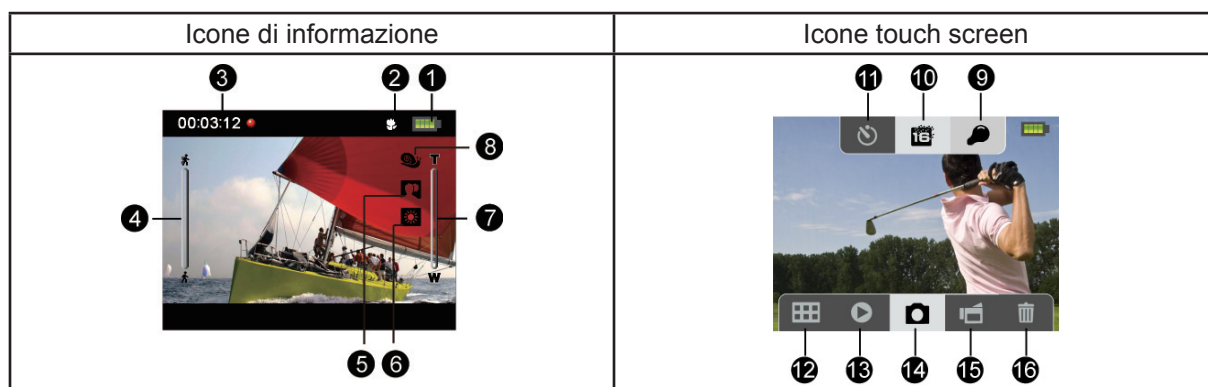 Icone di informazione
Icone touch screen
3 2 1
11 10 9
00:03:12
16
8
T
4
7
W
5 6
12 13 14 15 16